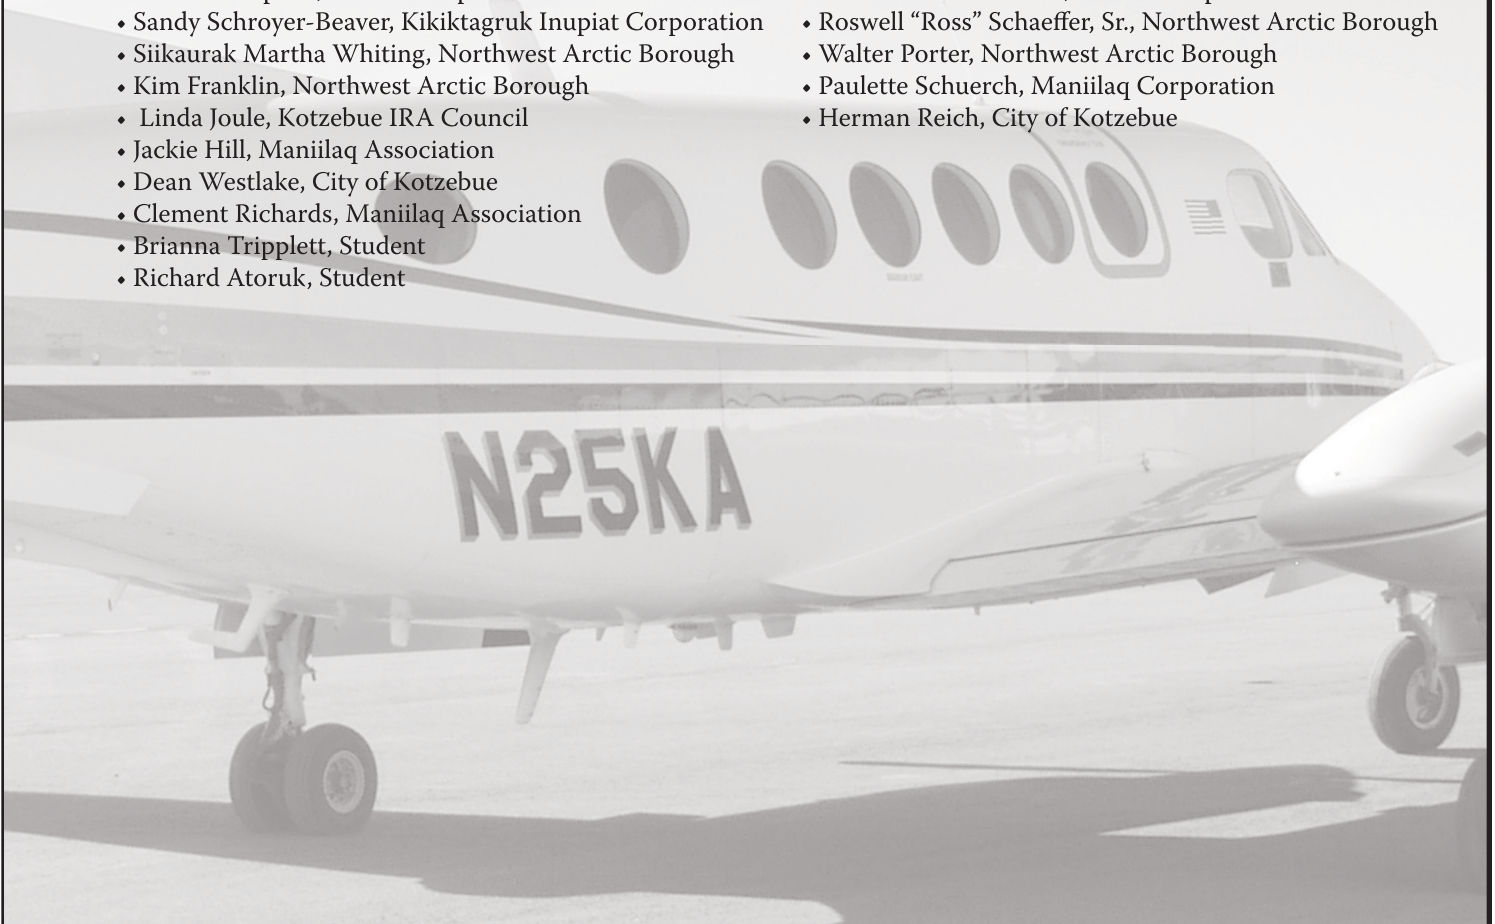 • Sandy Schroyer-Beaver, Kikiktagruk Inupiat Corporation
• Siikaurak Martha Whiting, Northwest Arctic Borough
• Kim Franklin, Northwest Arctic Borough
• Linda Joule, Kotzebue IRA Council
• Jackie Hill, Maniilaq Association
• Dean Westlake, City of Kotzebue
• Clement Richards, Maniilaq Association
• Brianna Tripplett, Student
• Richard Atoruk, Student
• Roswell “Ross” Schaeffer, Sr., Northwest Arctic Borough
• Walter Porter, Northwest Arctic Borough
• Paulette Schuerch, Maniilaq Corporation
• Herman Reich, City of Kotzebue
N25KA